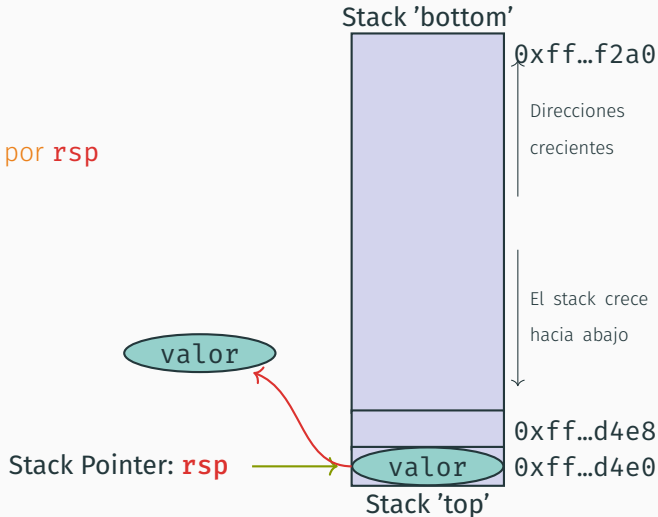 Stack 'bottom'
0xff…f2a0
Direcciones
crecientes
por rsp
El stack crece
hacia abajo
valor
0xff…d4e8
Stack Pointer: rsp
valor
0xff…d4e0
Stack 'top'